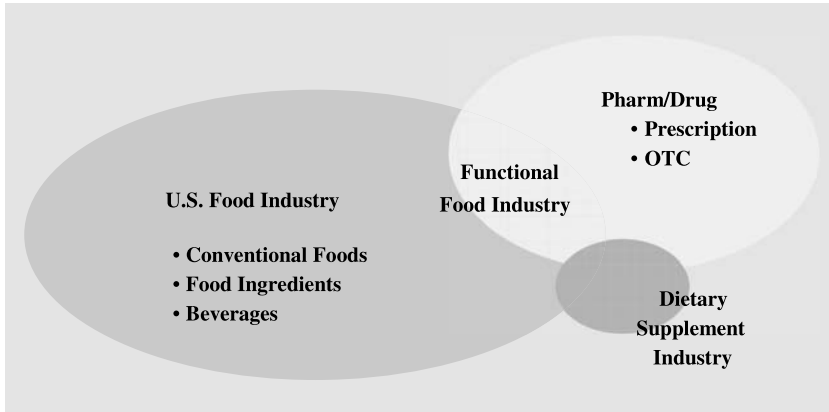 Pharm/Drug
• Prescription
• OTC
Functional
Food Industry
U.S. Food Industry
• Conventional Foods
• Food Ingredients
• Beverages
Dietary
Supplement
Industry